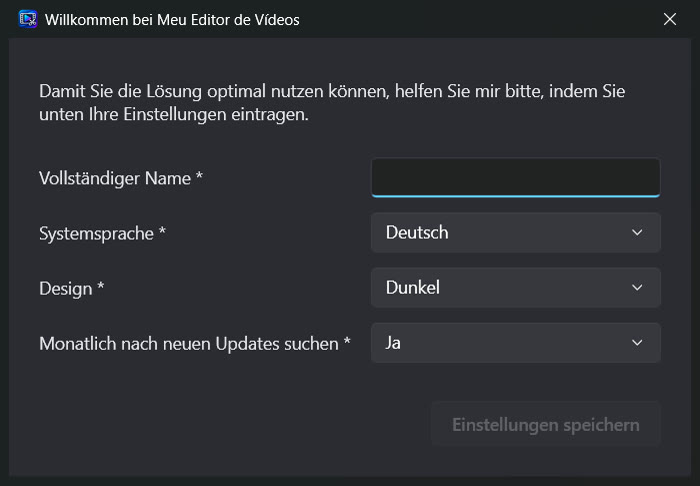 Willkommen bei Meu Editor de Vídeos
Damit Sie die Lösung optimal nutzen können, helfen Sie mir bitte, indem Sie
unten Ihre Einstellungen eintragen.
Vollständiger Name *
Systemsprache * Deutsch
Design * Dunkel
Monatlich nach neuen Updates suchen * Ja
Einstellungen speichern